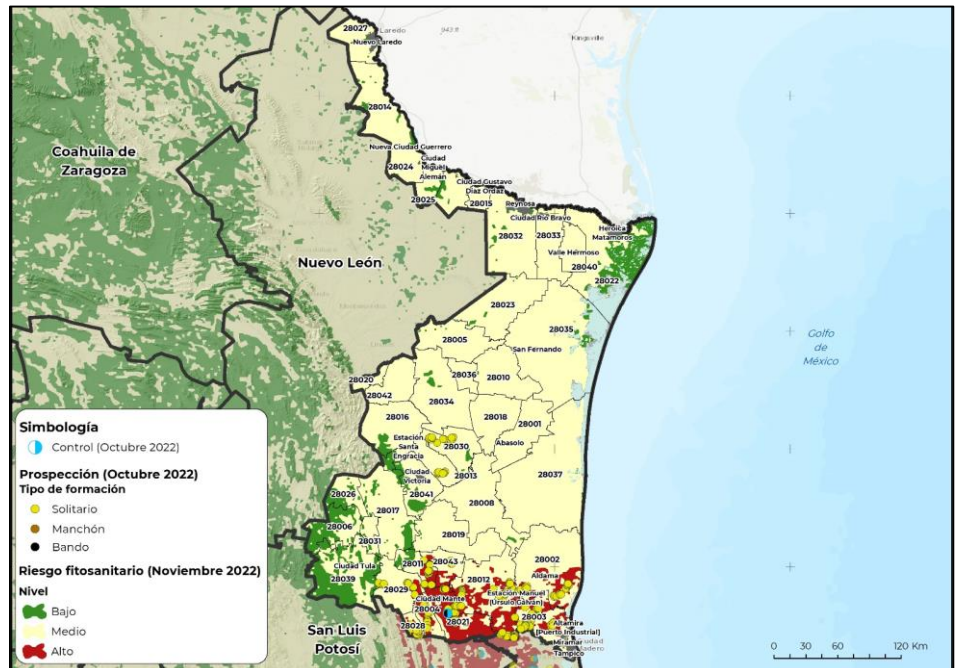 28027
Laredo
943.8
Kingsville
Nuevo Laredo
28014
Coahuila de
Zaragoza
Nueva Ciudad Guerrero
28024
Ciudad
Miguel
Alemán
28025
Ciudad Gustavo
Díaz Ordaz
28015
Reynosa
Ciudad Río Bravo
28032
28033
Heroica
Matamoros
Valle Hermoso
28040
28022
Nuevo León
28023
28035
Golfo
de
México
28005
San Fernando
28020
28036
28010
28042
28034
28016
28018
28001
Estación
Santa
Engracia
28030
Abasolo
Ciudad
Victoria
28013
28037
28026
28041
28008
28006
28017
28031
28019
28002
Ciudad Tula
28011
28043
28039
28012
Aldama
28029
Ciudad Mante
Estación Manuel
[Úrsulo Galván]
28004
28021
28003
28028
Altamira
[Puerto Industrial]
San Luis
Potosí
Miramar
Ciudad
Madero
Tampico
Simbología
Control (Octubre 2022)
Prospección (Octubre 2022)
Tipo de formación
Solitario
Manchón
Bando
Riesgo fitosanitario (Noviembre 2022)
Nivel
Bajo
Medio
Alto
0 30 60 120 Km